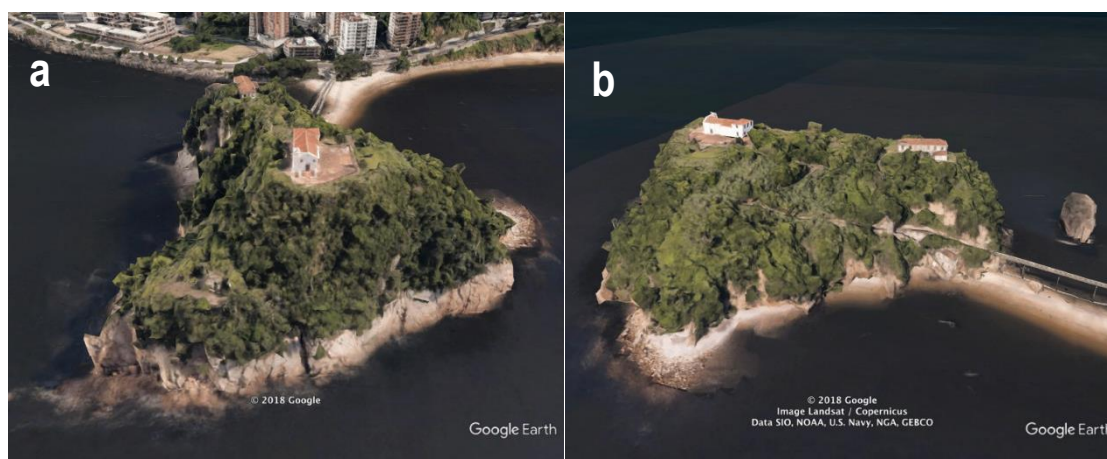 a
© 2018 Google
Google Earth
b
© 2018 Google
Image Landsat / Copernicus
Data SIO, NOAA, U.S. Navy, NGA, GEBCO
Google Earth